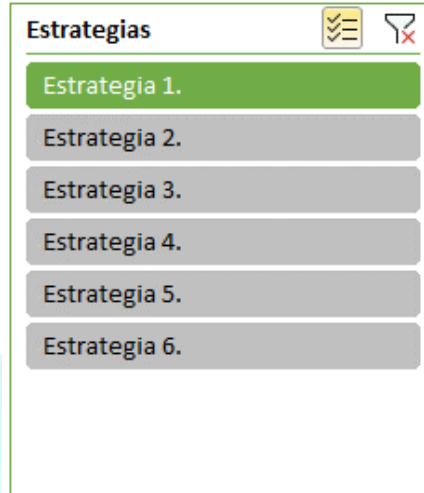 Estrategias
Estrategia 1.
Estrategia 2.
Estrategia 3.
Estrategia 4.
Estrategia 5.
Estrategia 6.